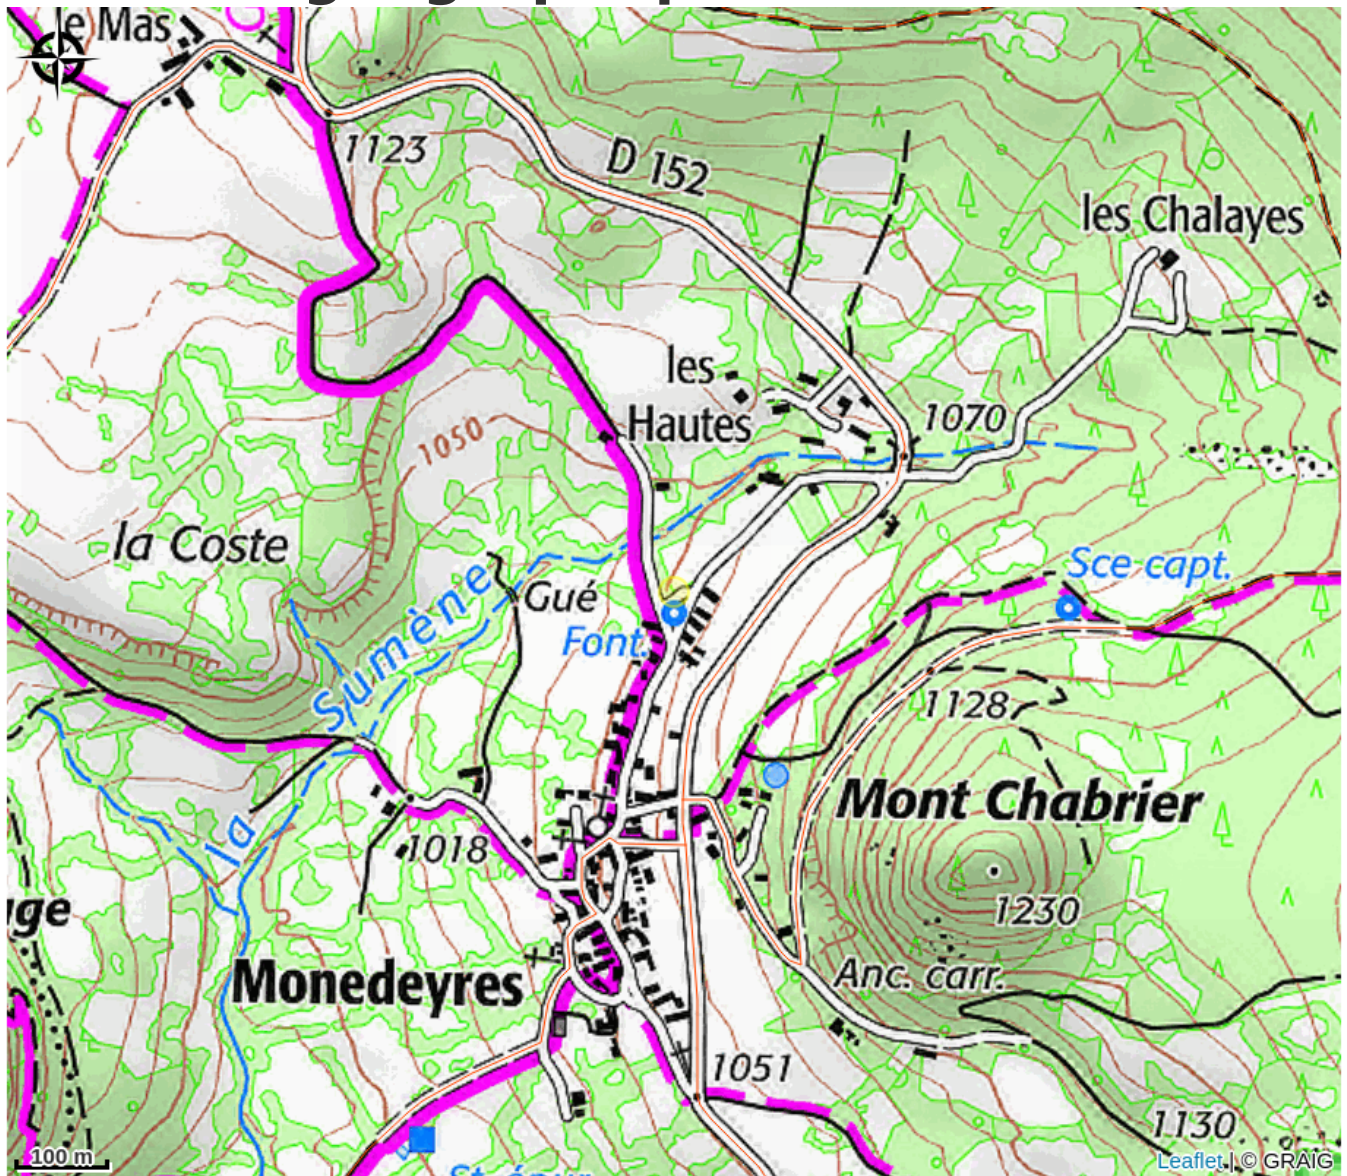 le Mas
1123
D 152
les Chalayes
les
Hautes
1070
1050
la Coste
Gué
Sce capt.
Font.
la Sumène
1128
Mont Chabrier
1018
1230
Monedeyres
Anc. carr.
1051
1130
100 m
Leaflet | © GRAIG